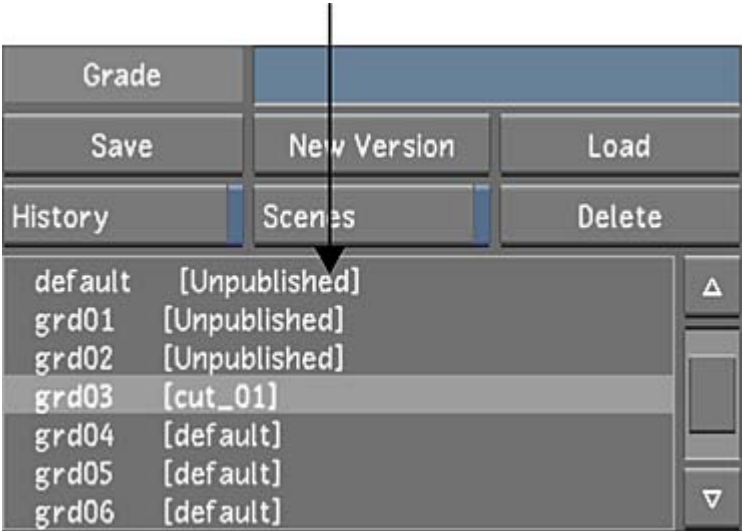 Grade
Save New Version Load
History Scenes Delete
default [Unpublished]
grd01 [Unpublished]
grd02 [Unpublished]
grd03 [cut_01]
grd04 [default]
grd05 [default]
grd06 [default]